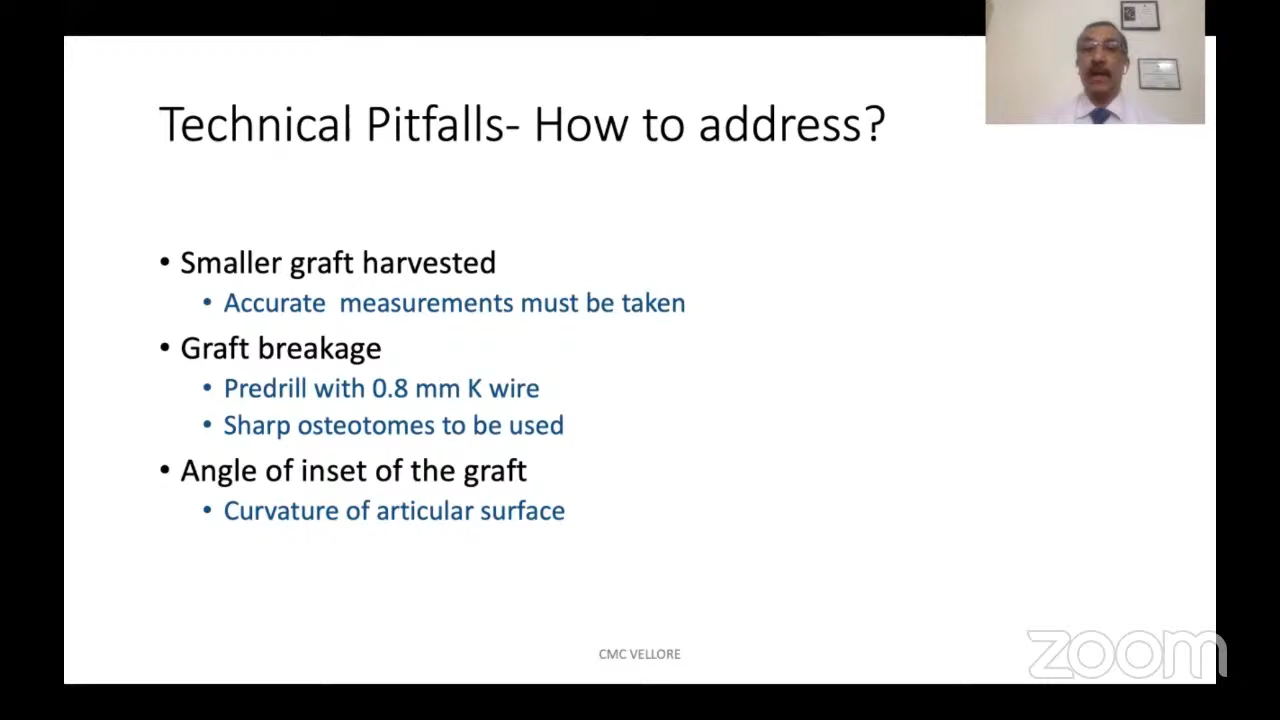 Technical Pitfalls- How to address?
• Smaller graft harvested
• Accurate measurements must be taken
• Graft breakage
• Predrill with 0.8 mm K wire
• Sharp osteotomes to be used
• Angle of inset of the graft
• Curvature of articular surface
CMC VELLORE
zoom